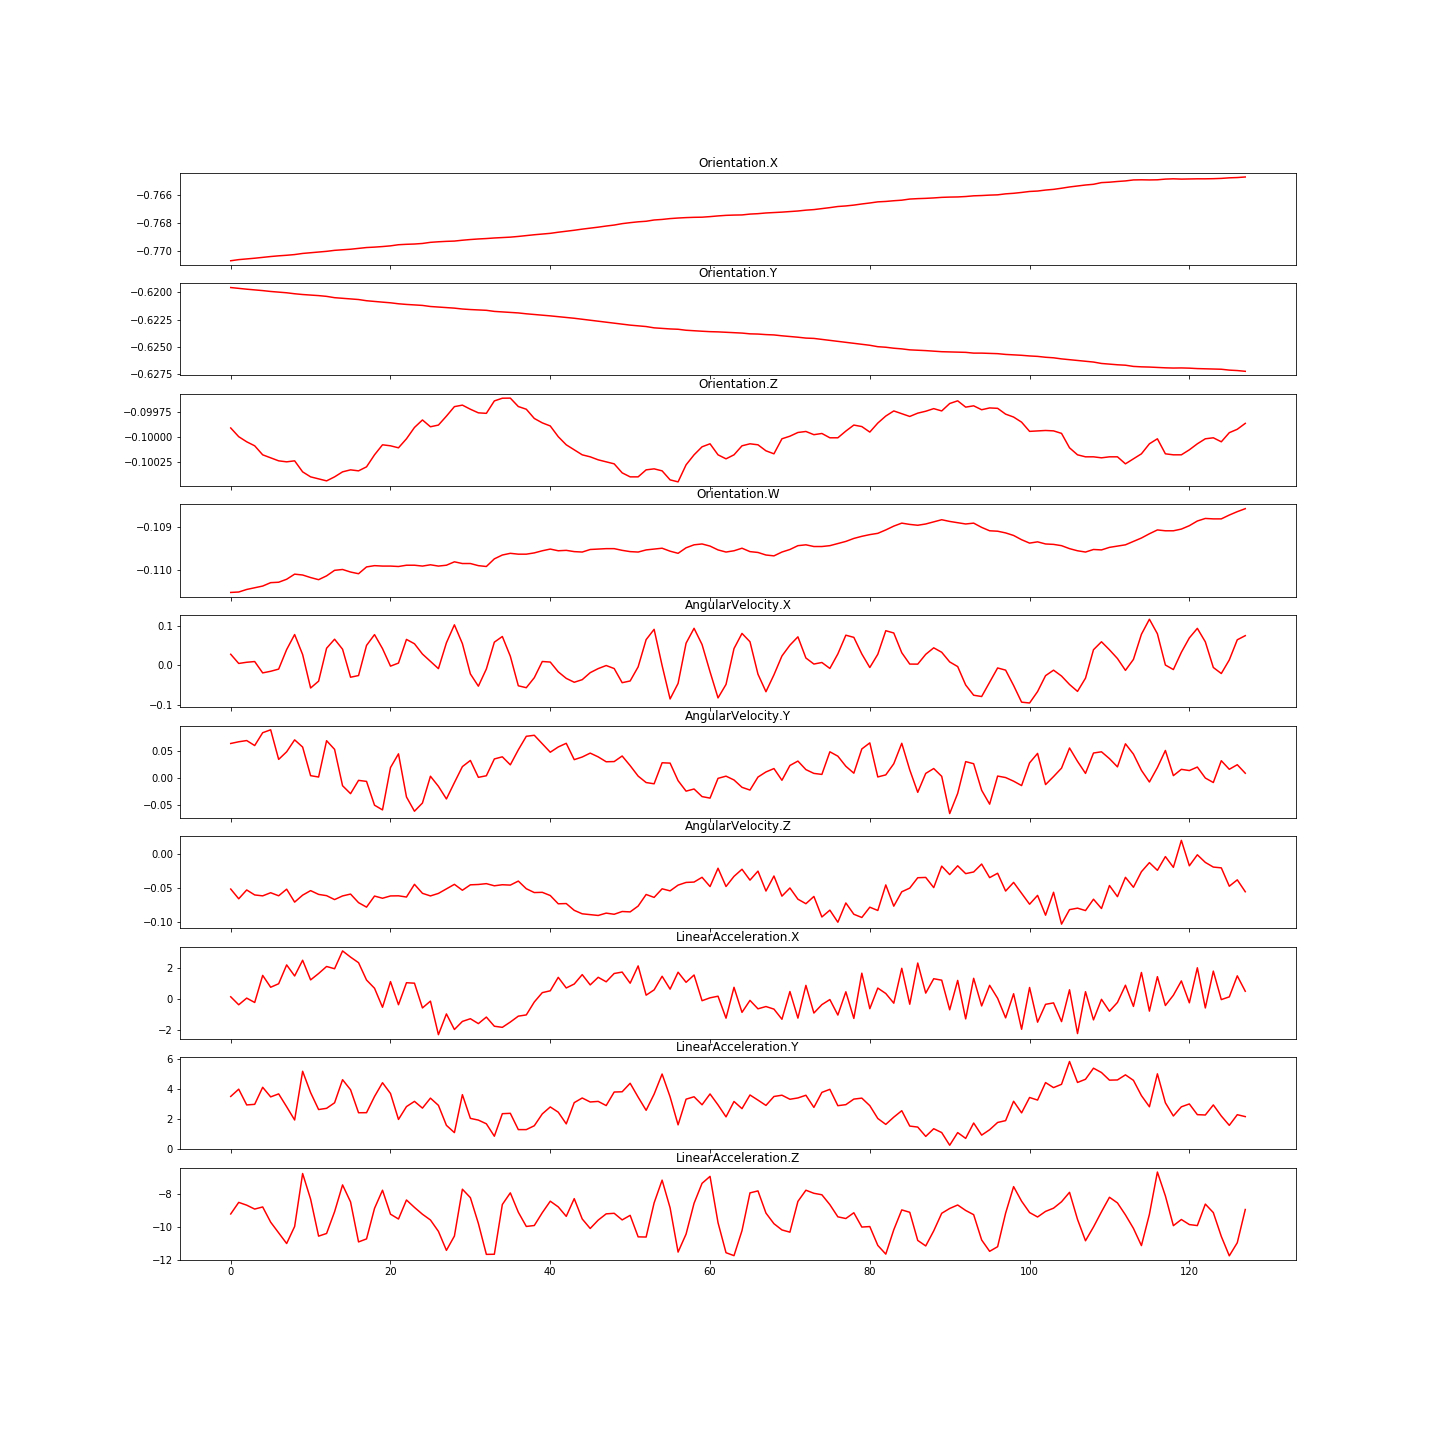 Orientation.X
−0.766
−0.768
−0.770
Orientation.Y
−0.6200
−0.6225
−0.6250
−0.6275
Orientation.Z
−0.09975
−0.10000
−0.10025
Orientation.W
−0.109
−0.110
AngularVelocity.X
0.1
0.0
−0.1
AngularVelocity.Y
0.05
0.00
−0.05
AngularVelocity.Z
0.00
−0.05
−0.10
LinearAcceleration.X
2
0
−2
LinearAcceleration.Y
6
4
2
0
LinearAcceleration.Z
−8
−10
−12
0 20 40 60 80 100 120